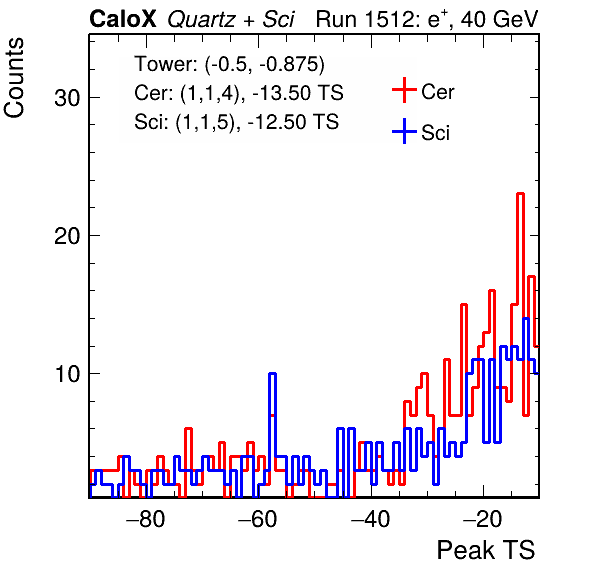 CaloX Quartz + Sci Run 1512: e⁺, 40 GeV
Counts
Tower: (-0.5, -0.875)
Cer: (1,1,4), -13.50 TS
Sci: (1,1,5), -12.50 TS
Cer
Sci
30
20
10
−80 −60 −40 −20
Peak TS